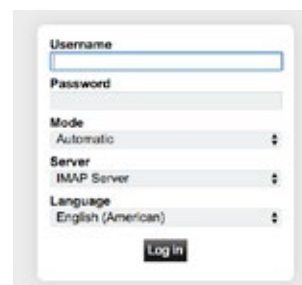 Username
Password
Mode
Automatic
Server
IMAP Server
Language
English (American)
Log in